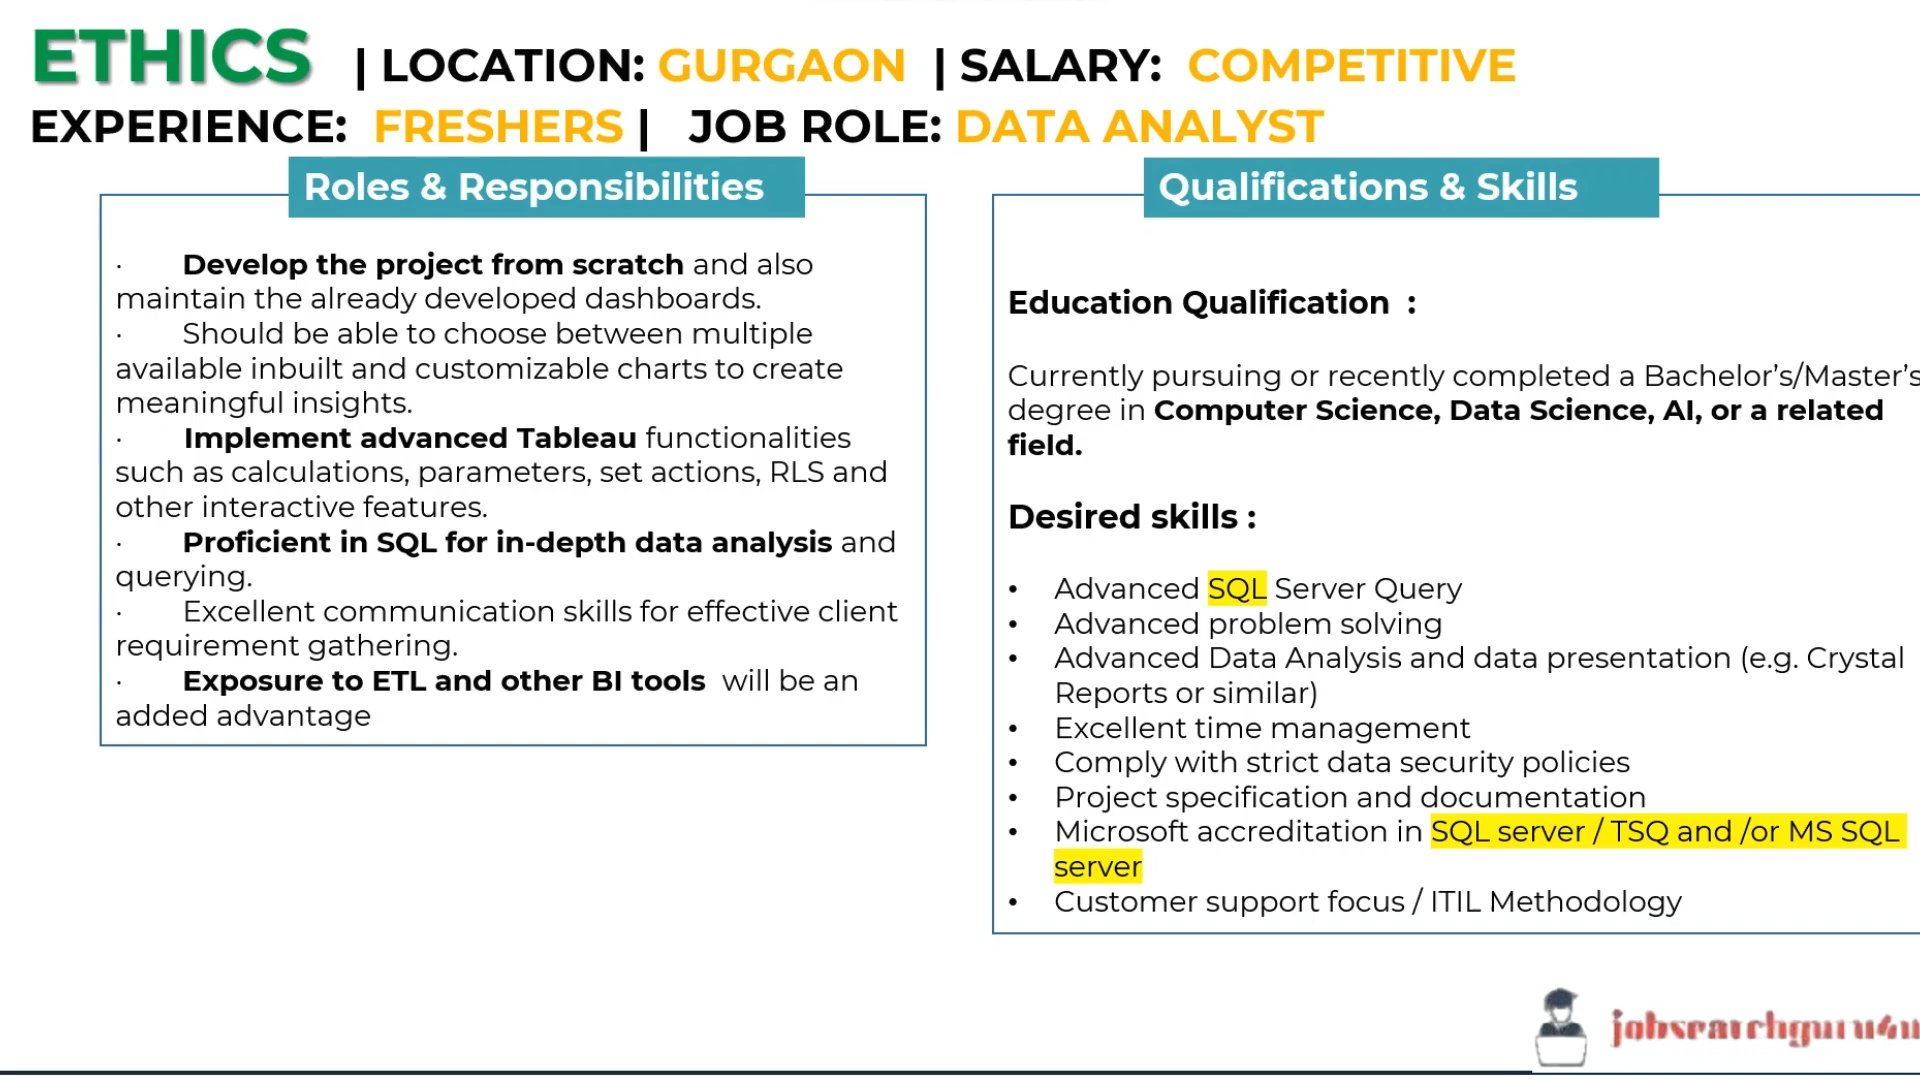 ETHICS | LOCATION: GURGAON | SALARY: COMPETITIVE
EXPERIENCE: FRESHERS | JOB ROLE: DATA ANALYST
Roles & Responsibilities
· Develop the project from scratch and also
maintain the already developed dashboards.
· Should be able to choose between multiple
available inbuilt and customizable charts to create
meaningful insights.
· Implement advanced Tableau functionalities
such as calculations, parameters, set actions, RLS and
other interactive features.
· Proficient in SQL for in-depth data analysis and
querying.
· Excellent communication skills for effective client
requirement gathering.
· Exposure to ETL and other BI tools will be an
added advantage
Qualifications & Skills
Education Qualification :
Currently pursuing or recently completed a Bachelor’s/Master’s
degree in Computer Science, Data Science, AI, or a related
field.
Desired skills :
• Advanced SQL Server Query
• Advanced problem solving
• Advanced Data Analysis and data presentation (e.g. Crystal
Reports or similar)
• Excellent time management
• Comply with strict data security policies
• Project specification and documentation
• Microsoft accreditation in SQL server / TSQ and /or MS SQL
server
• Customer support focus / ITIL Methodology